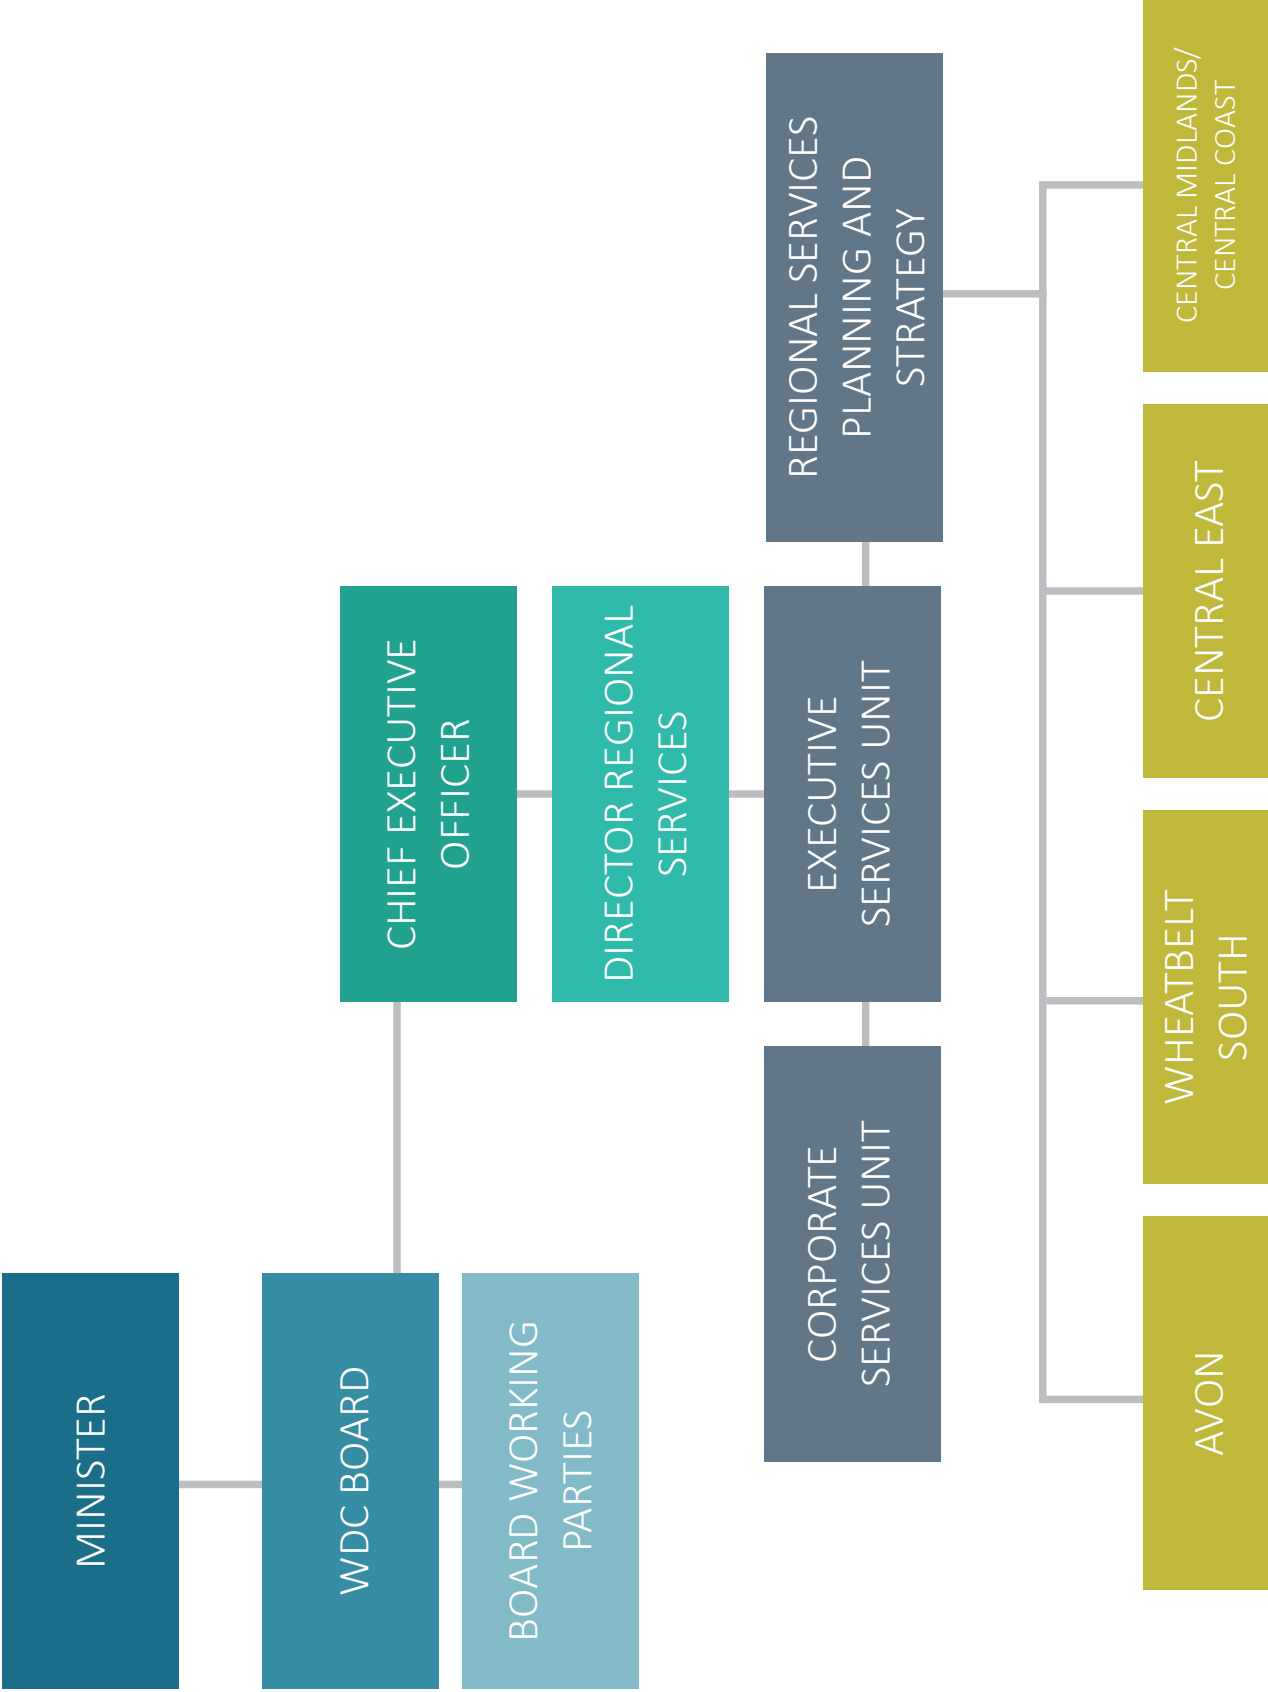 MINISTER
WDC BOARD
BOARD WORKING
PARTIES
CHIEF EXECUTIVE
OFFICER
DIRECTOR REGIONAL
SERVICES
CORPORATE
SERVICES UNIT
EXECUTIVE
SERVICES UNIT
REGIONAL SERVICES
PLANNING AND
STRATEGY
AVON
WHEATBELT
SOUTH
CENTRAL EAST
CENTRAL MIDLANDS/
CENTRAL COAST